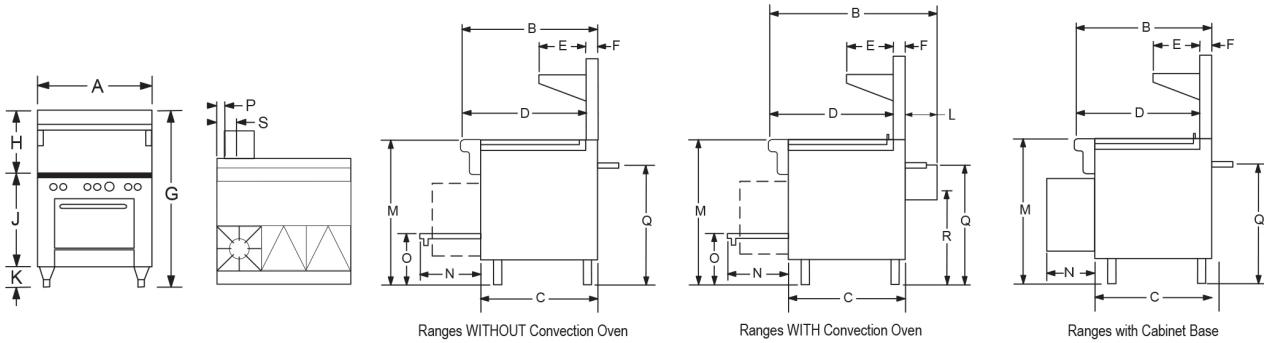 A
H
G
J
K
P
S
B
E
F
D
M
Q
O
N
C
Ranges WITHOUT Convection Oven
B
E
F
D
L
M
Q
R
O
N
C
Ranges WITH Convection Oven
B
E
F
D
M
Q
N
C
Ranges with Cabinet Base